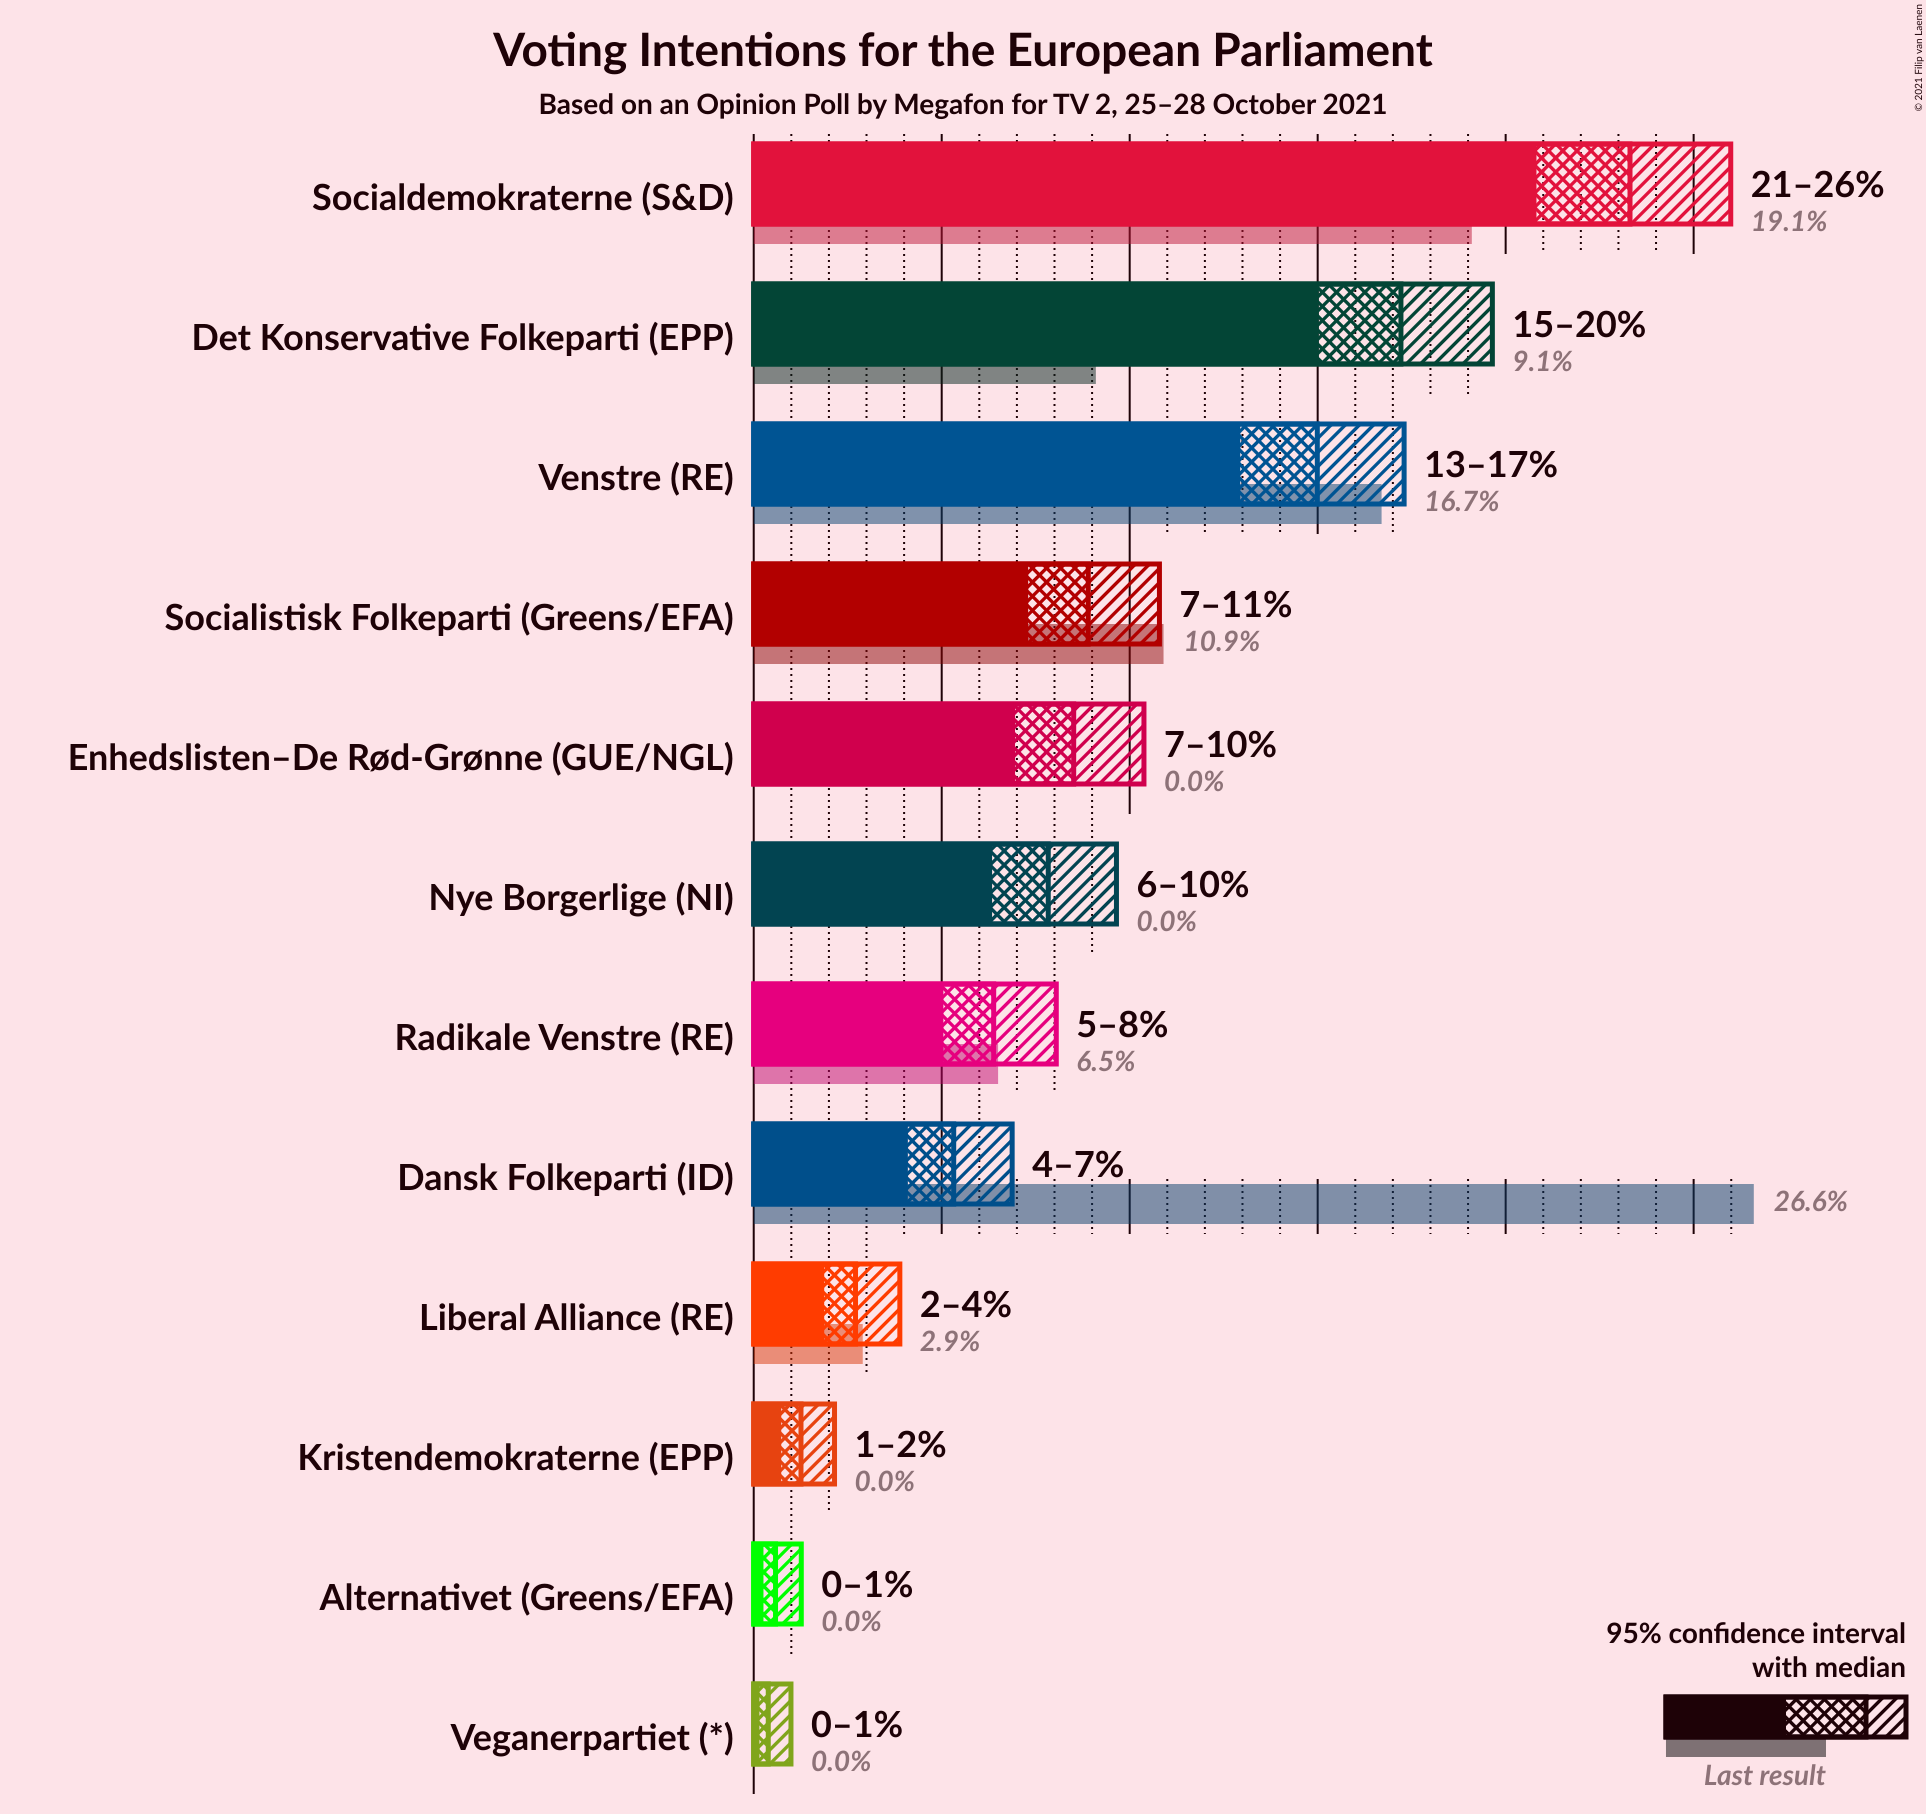 Voting Intentions for the European Parliament
Based on an Opinion Poll by Megafon for TV 2, 25–28 October 2021
© 2021 Filip van Laenen
Socialdemokraterne (S&D)
21–26%
19.1%
Det Konservative Folkeparti (EPP)
15–20%
9.1%
Venstre (RE)
13–17%
16.7%
Socialistisk Folkeparti (Greens/EFA)
7–11%
10.9%
Enhedslisten–De Rød-Grønne (GUE/NGL)
7–10%
0.0%
Nye Borgerlige (NI)
6–10%
0.0%
Radikale Venstre (RE)
5–8%
6.5%
Dansk Folkeparti (ID)
4–7%
26.6%
Liberal Alliance (RE)
2–4%
2.9%
Kristendemokraterne (EPP)
1–2%
0.0%
Alternativet (Greens/EFA)
0–1%
0.0%
Veganerpartiet (*)
0–1%
0.0%
95% confidence interval
with median
Last result